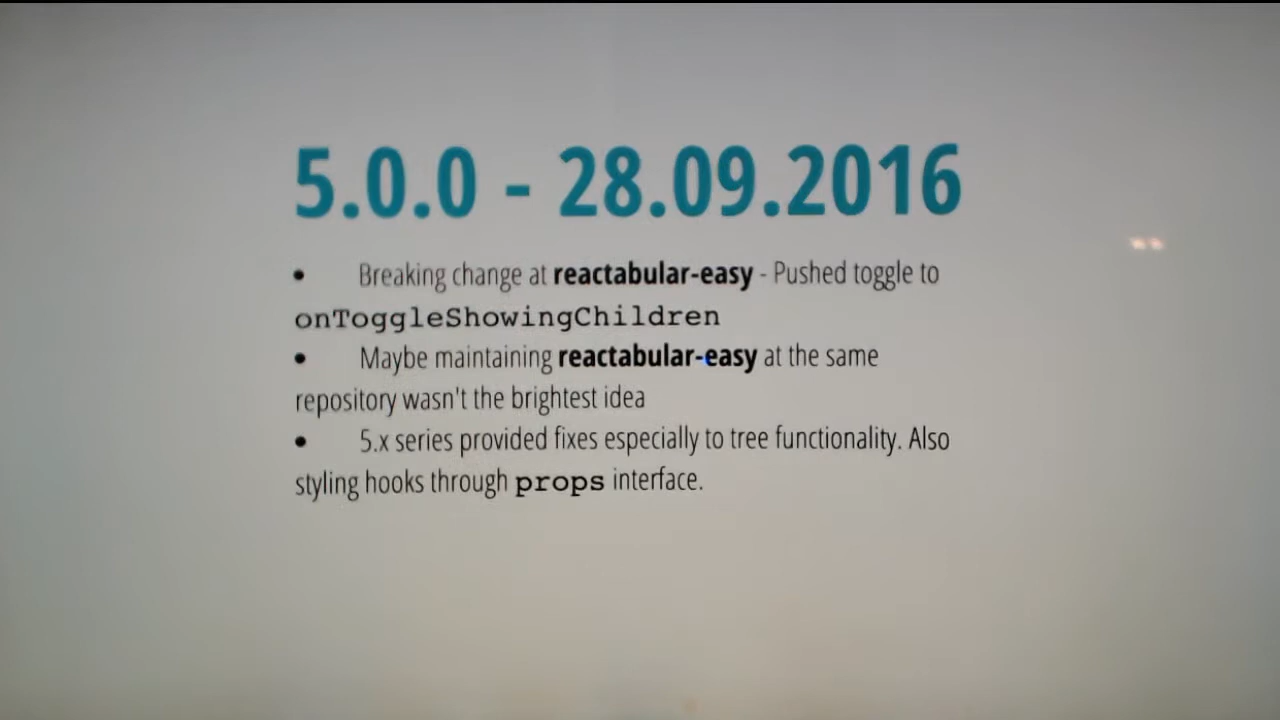 5.0.0 - 28.09.2016
• Breaking change at reactabular-easy - Pushed toggle to
onToggleShowingChildren
• Maybe maintaining reactabular-easy at the same
repository wasn't the brightest idea
• 5.x series provided fixes especially to tree functionality. Also
styling hooks through props interface.